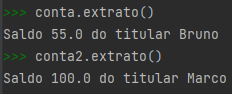 >>> conta.extrato()
Saldo 55.0 do titular Bruno
>>> conta2.extrato()
Saldo 100.0 do titular Marco